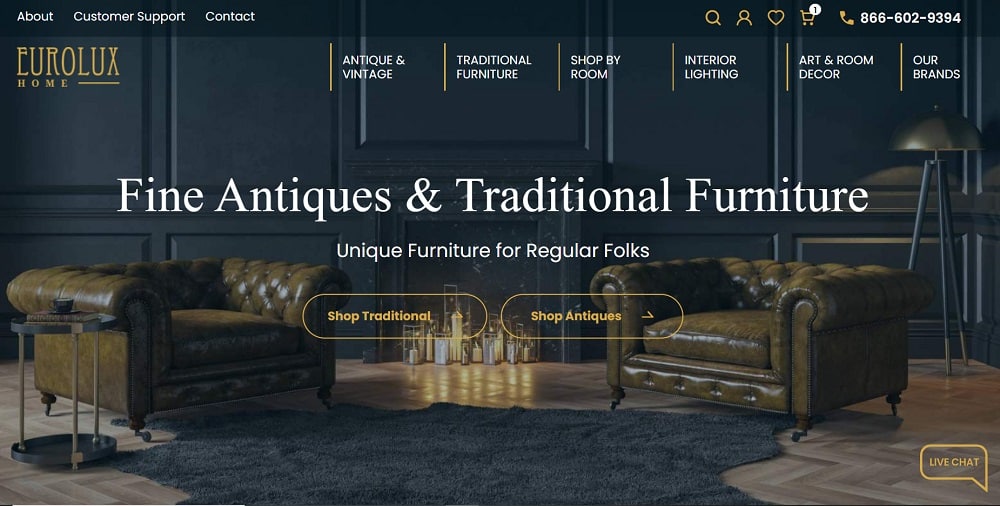 About Customer Support Contact
1
866-602-9394
EUROLUX
HOME
ANTIQUE &
VINTAGE
TRADITIONAL
FURNITURE
SHOP BY
ROOM
INTERIOR
LIGHTING
ART & ROOM
DECOR
OUR
BRANDS
Fine Antiques & Traditional Furniture
Unique Furniture for Regular Folks
Shop Traditional
Shop Antiques
LIVE CHAT